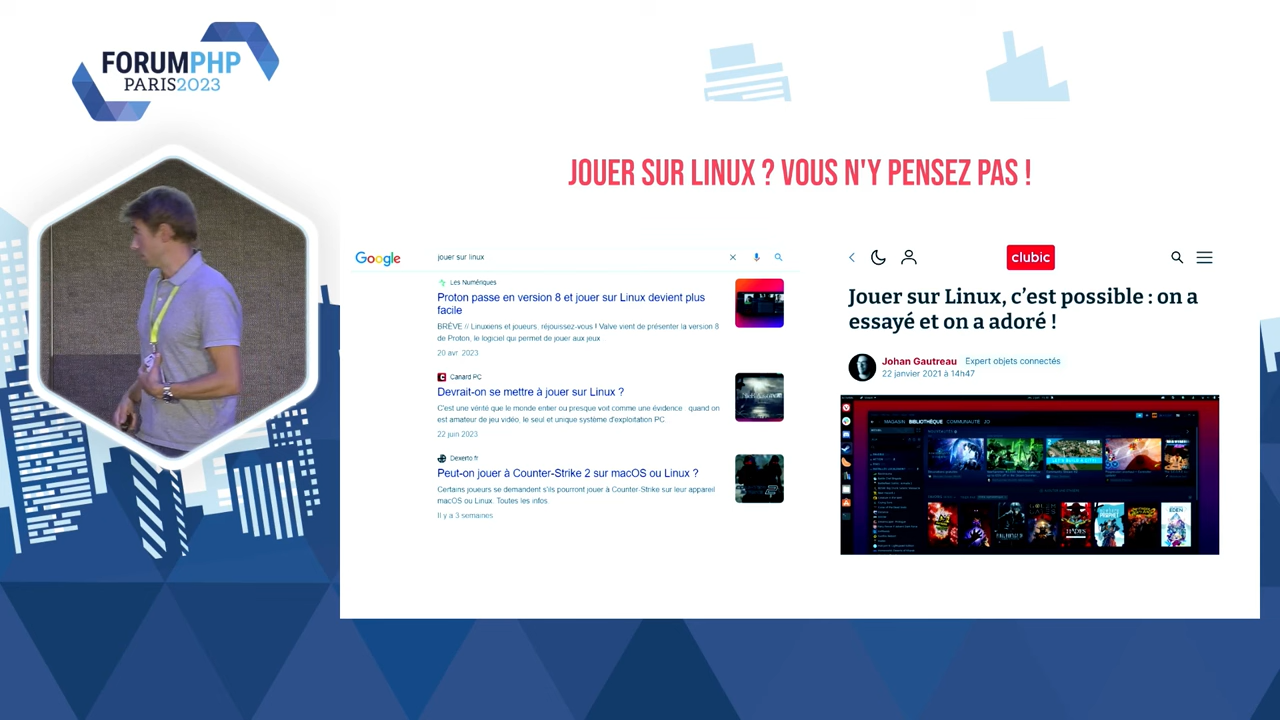 FORUMPHP
PARIS2023
JOUER SUR LINUX ? VOUS N'Y PENSEZ PAS !
Google
jouer sur linux
Les Numériques
Proton passe en version 8 et jouer sur Linux devient plus
facile
BRÈVE // Linuxiens et joueurs, réjouissez-vous ! Valve vient de présenter la version 8
de Proton, le logiciel qui permet de jouer aux jeux
20 avr. 2023
Canard PC
Devrait-on se mettre à jouer sur Linux ?
C'est une vérité que le monde entier ou presque voit comme une évidence : quand on
est amateur de jeu vidéo, le seul et unique système d'exploitation PC
22 juin 2023
Dexerto.fr
Peut-on jouer à Counter-Strike 2 sur macOS ou Linux ?
Certains joueurs se demandent s'ils pourront jouer à Counter-Strike sur leur appareil
macOS ou Linux. Toutes les infos.
Il y a 3 semaines
clubic
Jouer sur Linux, c'est possible : on a
essayé et on a adoré !
Johan Gautreau Expert objets connectés
22 janvier 2021 à 14h47
MAGASIN BIBLIOTHÈQUE COMMUNAUTÉ
HADES
EDEN